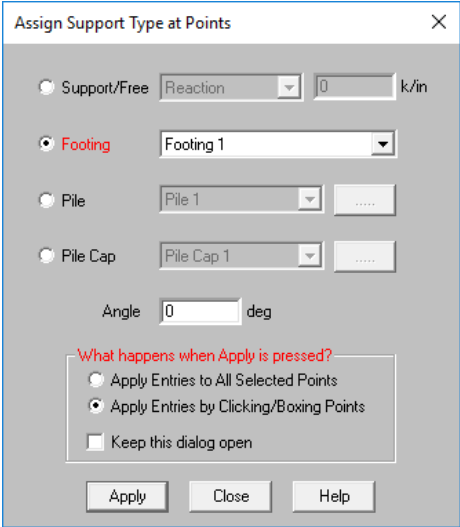 Assign Support Type at Points
Support/Free Reaction 0 k/in
Footing Footing 1
Pile Pile 1 .....
Pile Cap Pile Cap 1 .....
Angle 0 deg
What happens when Apply is pressed?
Apply Entries to All Selected Points
Apply Entries by Clicking/Boxing Points
Keep this dialog open
Apply Close Help